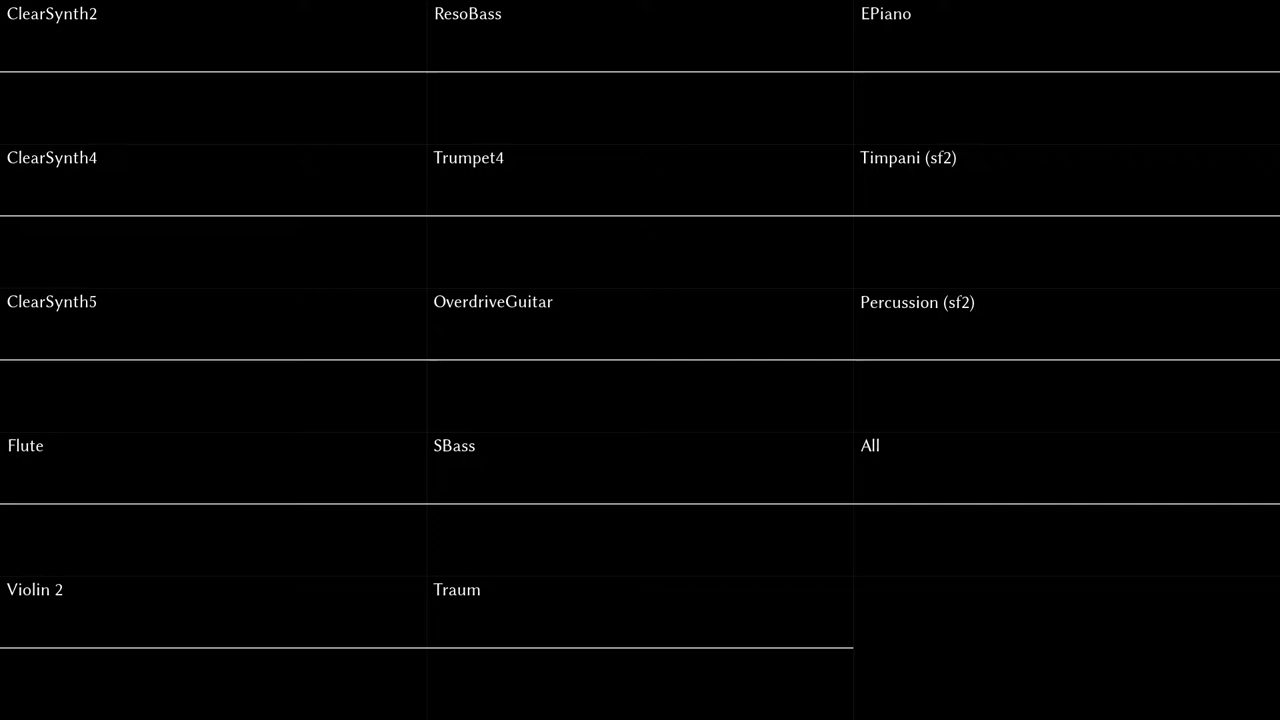 ClearSynth2
ResoBass
EPiano
ClearSynth4
Trumpet4
Timpani (sf2)
ClearSynth5
OverdriveGuitar
Percussion (sf2)
Flute
SBass
All
Violin 2
Traum